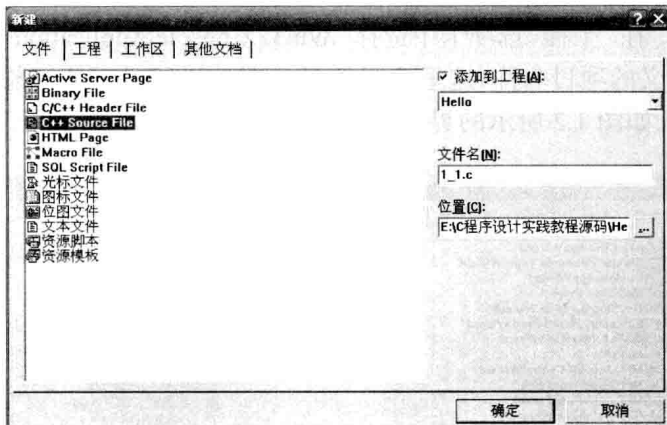 新建
文件 工程 工作区 其他文档
Active Server Page
Binary File
C/C++ Header File
C++ Source File
HTML Page
Macro File
SQL Script File
光标文件
图标文件
位图文件
文本文件
资源脚本
资源模板
添加到工程(A):
Hello
文件名(N):
1_1.c
位置(C):
E:\C程序设计实践教程源码\He ...
确定 取消